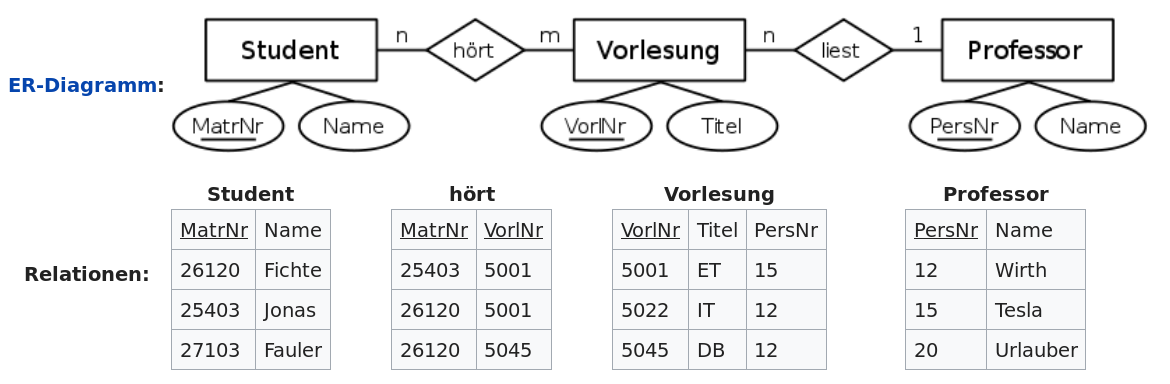 Student n hört m Vorlesung n liest 1 Professor
ER-Diagramm:
MatrNr Name VorlNr Titel PersNr Name
Student hört Vorlesung Professor
MatrNr Name MatrNr VorlNr VorlNr Titel PersNr PersNr Name
26120 Fichte 25403 5001 5001 ET 15 12 Wirth
Relationen:
25403 Jonas 26120 5001 5022 IT 12 15 Tesla
27103 Fauler 26120 5045 5045 DB 12 20 Urlauber